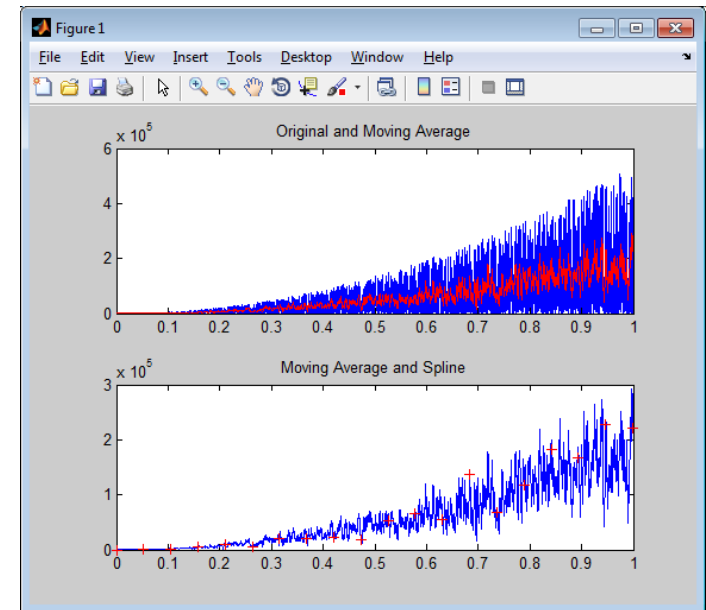 Figure 1
File Edit View Insert Tools Desktop Window Help
x 10^5
Original and Moving Average
6
4
2
0
0 0.1 0.2 0.3 0.4 0.5 0.6 0.7 0.8 0.9 1
x 10^5
Moving Average and Spline
3
2
1
0
0 0.1 0.2 0.3 0.4 0.5 0.6 0.7 0.8 0.9 1